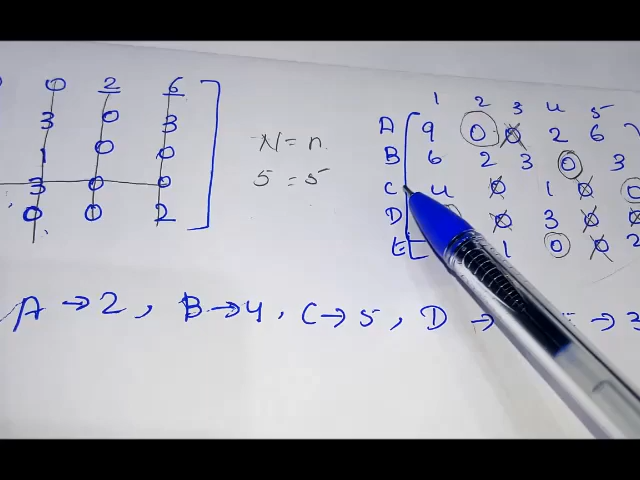 0 2 6
3 0 3
1 0 0
3 0 0
0 0 2
N = n
5 = 5
1 2 3 4 5
A 9 0 0 2 6
B 6 2 3 0 3
C 4 0 1 0 0
D 0 3 0 0
E 1 0 0 2
A → 2, B → 4, C → 5, D → → 3